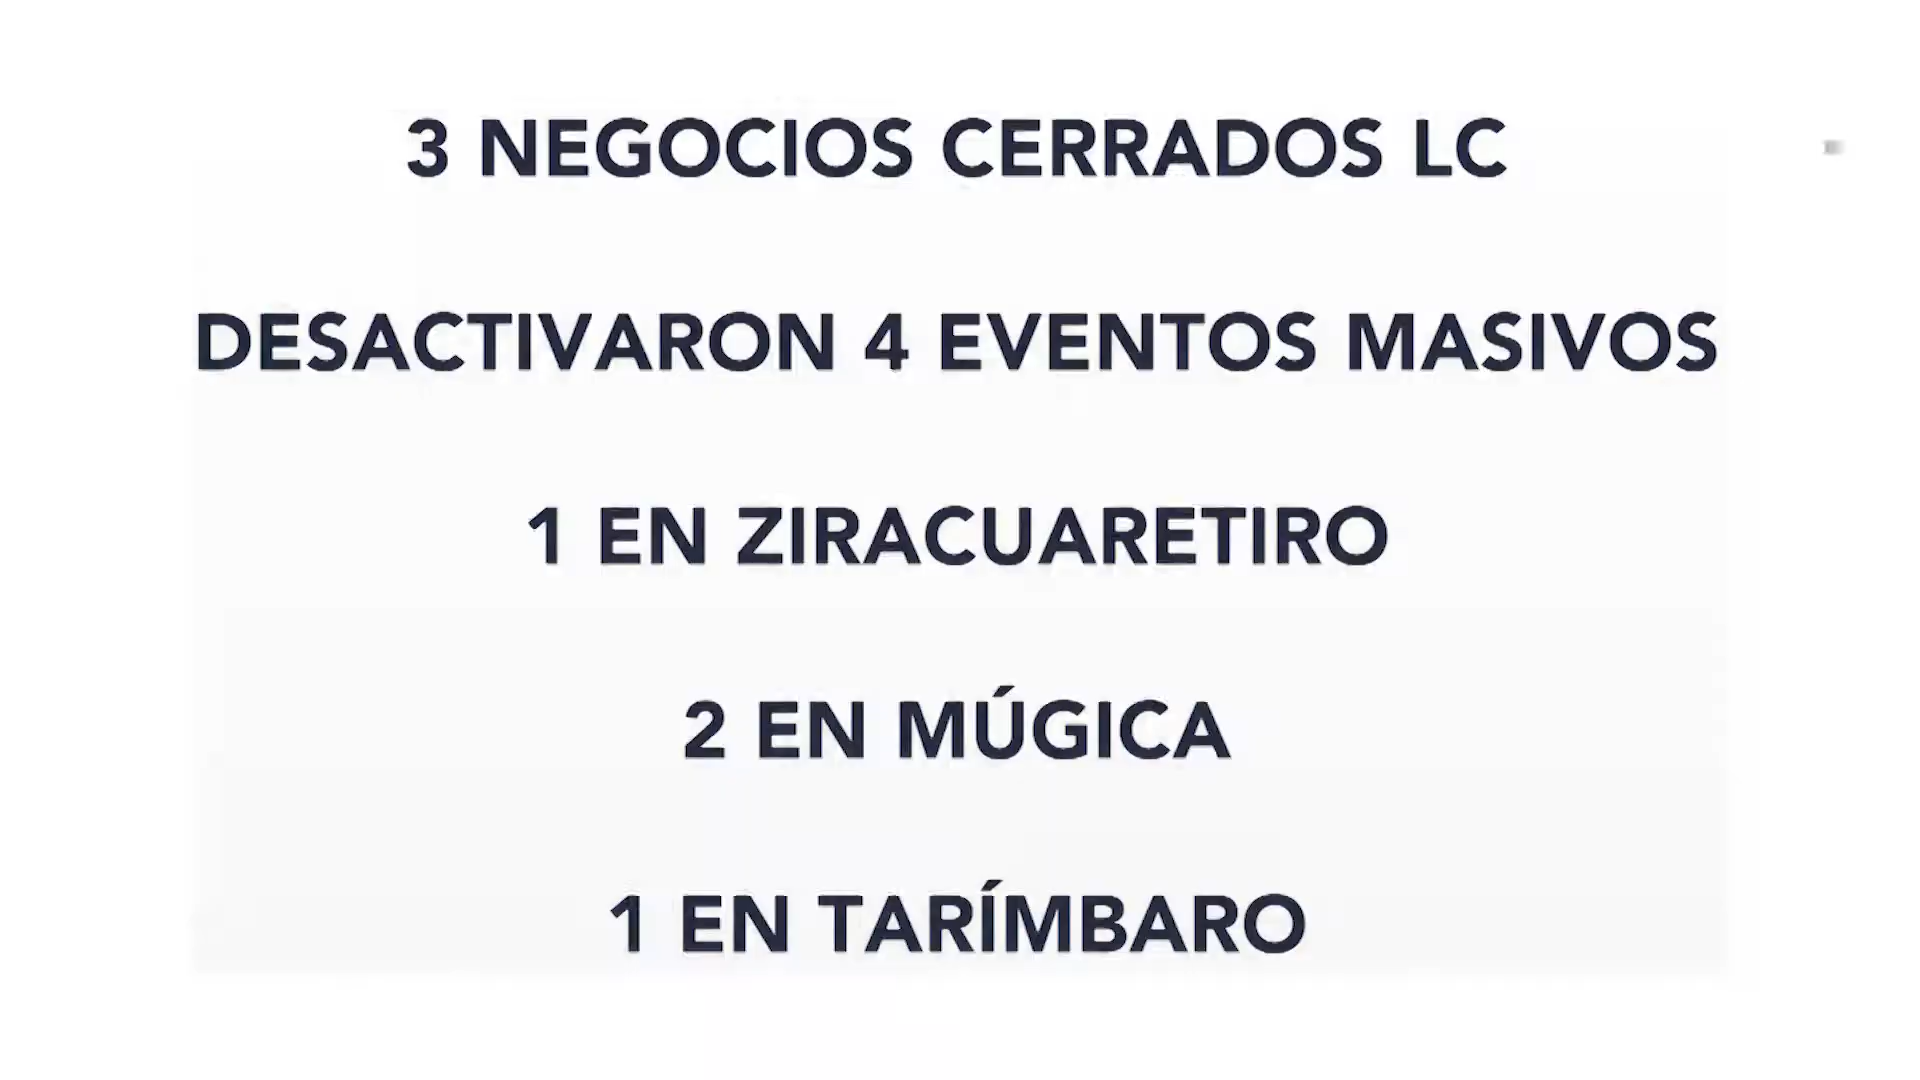 3 NEGOCIOS CERRADOS LC
DESACTIVARON 4 EVENTOS MASIVOS
1 EN ZIRACUARETIRO
2 EN MÚGICA
1 EN TARÍMBARO